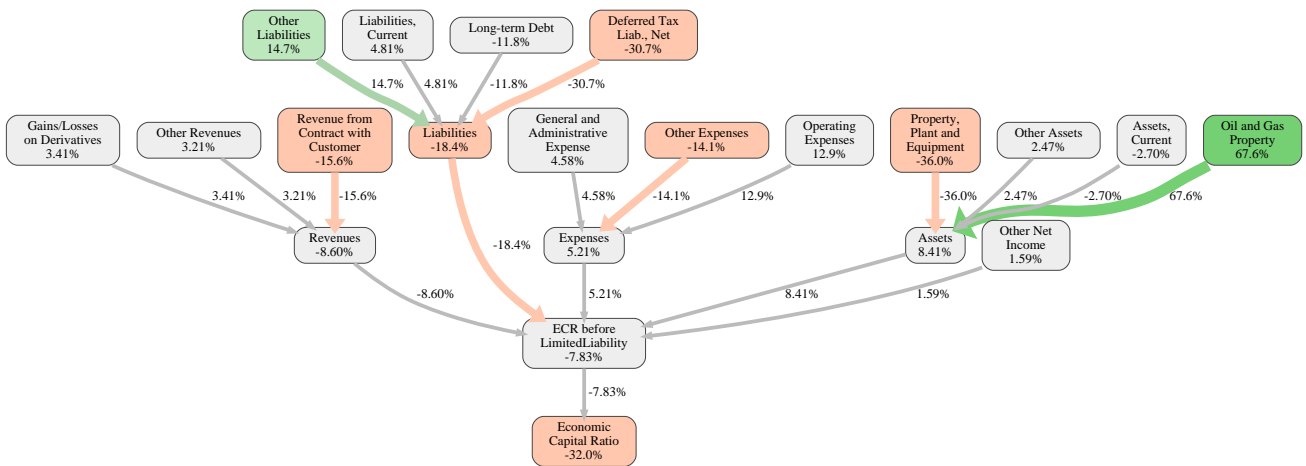 Other
Liabilities
14.7%
Liabilities,
Current
4.81%
Long-term Debt
-11.8%
Deferred Tax
Liab., Net
-30.7%
14.7%
4.81%
-11.8%
-30.7%
Gains/Losses
on Derivatives
3.41%
Other Revenues
3.21%
Revenue from
Contract with
Customer
-15.6%
Liabilities
-18.4%
General and
Administrative
Expense
4.58%
Other Expenses
-14.1%
Operating
Expenses
12.9%
Property,
Plant and
Equipment
-36.0%
Other Assets
2.47%
Assets,
Current
-2.70%
Oil and Gas
Property
67.6%
3.41%
3.21%
-15.6%
4.58%
-14.1%
12.9%
-36.0%
2.47%
-2.70%
67.6%
Revenues
-8.60%
-18.4%
Expenses
5.21%
Assets
8.41%
Other Net
Income
1.59%
-8.60%
5.21%
8.41%
1.59%
ECR before
LimitedLiability
-7.83%
-7.83%
Economic
Capital Ratio
-32.0%